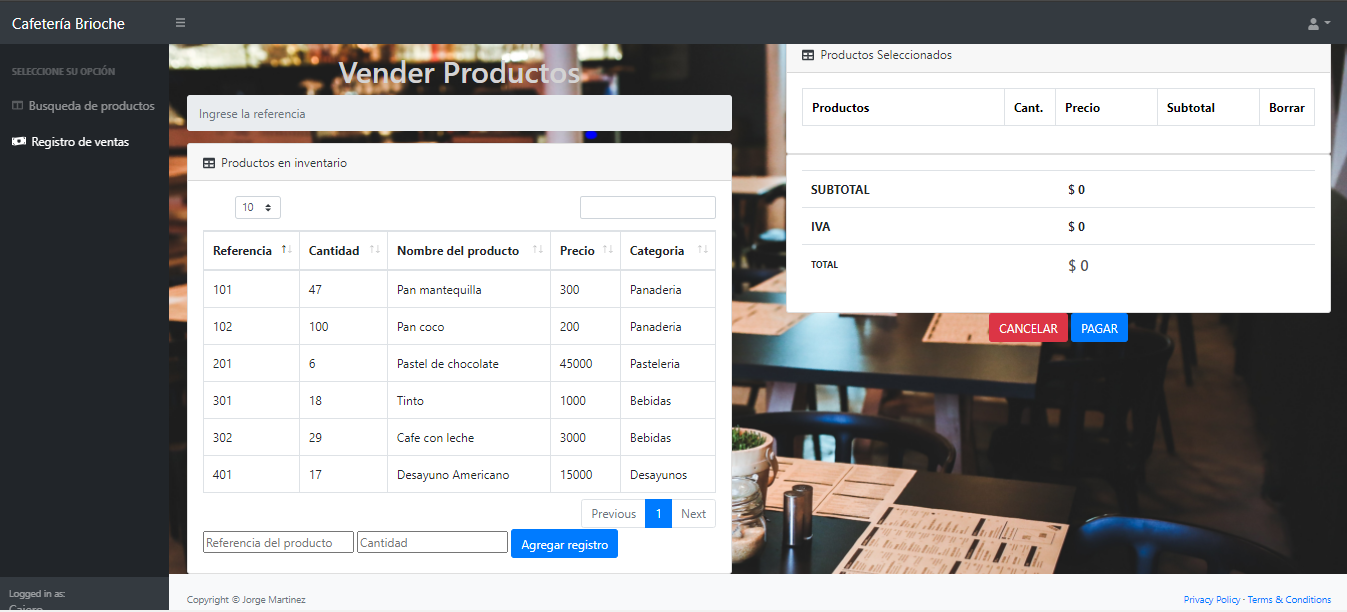 Cafetería Brioche
SELECCIONE SU OPCIÓN
Busqueda de productos
Registro de ventas
Logged in as:
Cajero
Vender Productos
Ingrese la referencia
Productos en inventario
10
Referencia Cantidad Nombre del producto Precio Categoria
101 47 Pan mantequilla 300 Panaderia
102 100 Pan coco 200 Panaderia
201 6 Pastel de chocolate 45000 Pasteleria
301 18 Tinto 1000 Bebidas
302 29 Cafe con leche 3000 Bebidas
401 17 Desayuno Americano 15000 Desayunos
Previous 1 Next
Referencia del producto Cantidad Agregar registro
Productos Seleccionados
Productos Cant. Precio Subtotal Borrar
SUBTOTAL $ 0
IVA $ 0
TOTAL $ 0
CANCELAR PAGAR
Copyright © Jorge Martinez
Privacy Policy · Terms & Conditions